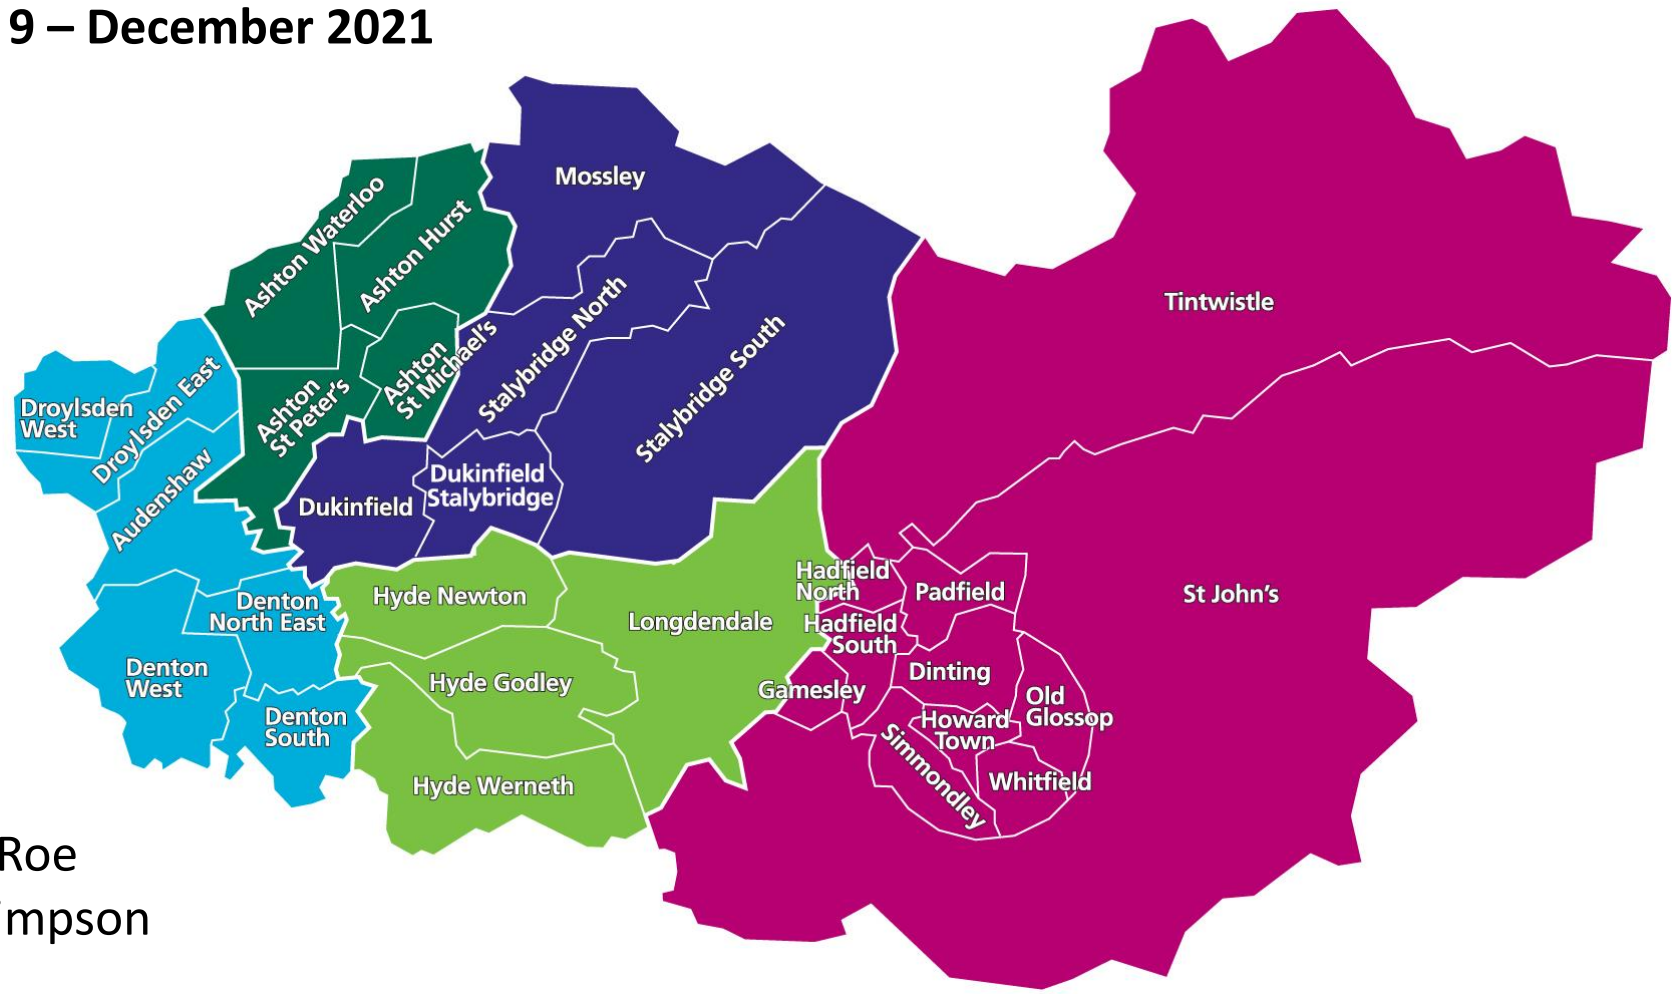 9 – December 2021
Mossley
Ashton Waterloo
Ashton Hurst
Tintwistle
Stalybridge North
Ashton
St Michael's
Stalybridge South
Ashton
St Peter's
Droylsden
West
Droylsden East
Audenshaw
Dukinfield
Stalybridge
Dukinfield
Hadfield
North
Padfield
St John's
Hyde Newton
Denton
North East
Longdendale
Hadfield
South
Denton
West
Hyde Godley
Gamesley
Dinting
Old
Glossop
Denton
South
Howard
Town
Simmondley
Whitfield
Hyde Werneth
Roe
impson